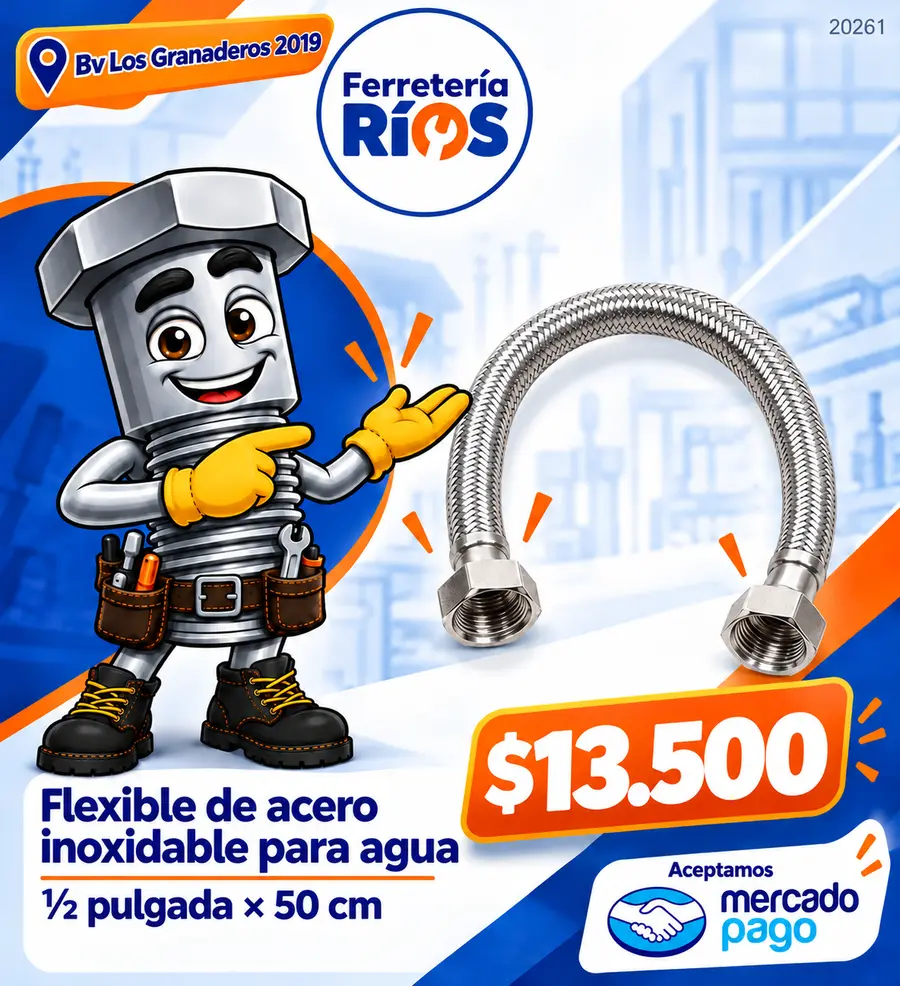 Bv Los Granaderos 2019
Ferretería
RÍOS
20261
$13.500
Flexible de acero
inoxidable para agua
½ pulgada × 50 cm
Aceptamos
mercado
pago